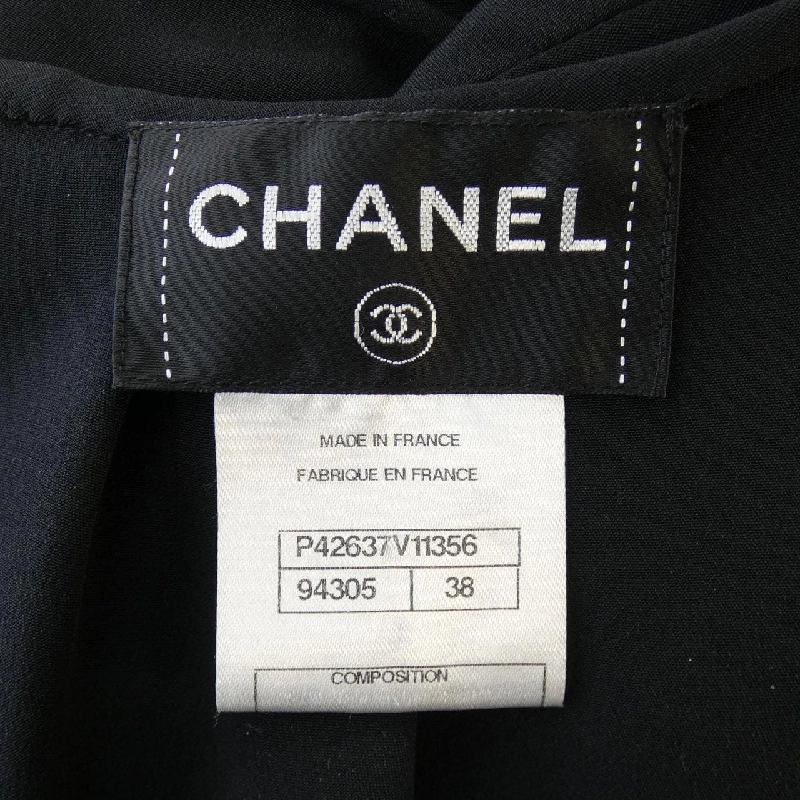 CHANEL
MADE IN FRANCE
FABRIQUE EN FRANCE
P42637V11356
94305 38
COMPOSITION